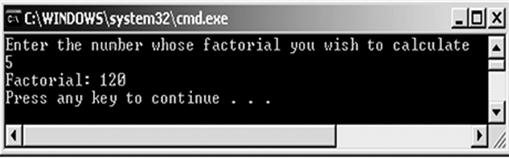 C:\WINDOWS\system32\cmd.exe
Enter the number whose factorial you wish to calculate
5
Factorial: 120
Press any key to continue . . .